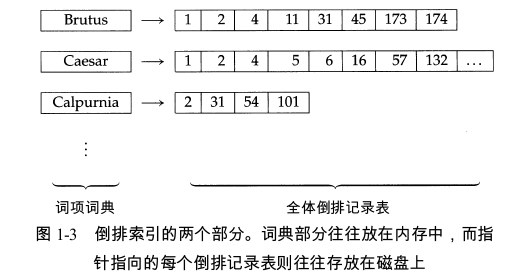 Brutus → 1 2 4 11 31 45 173 174
Caesar → 1 2 4 5 6 16 57 132 ...
Calpurnia → 2 31 54 101
⋮
词项词典 全体倒排记录表
图 1-3 倒排索引的两个部分。词典部分往往放在内存中，而指
针指向的每个倒排记录表则往往存放在磁盘上